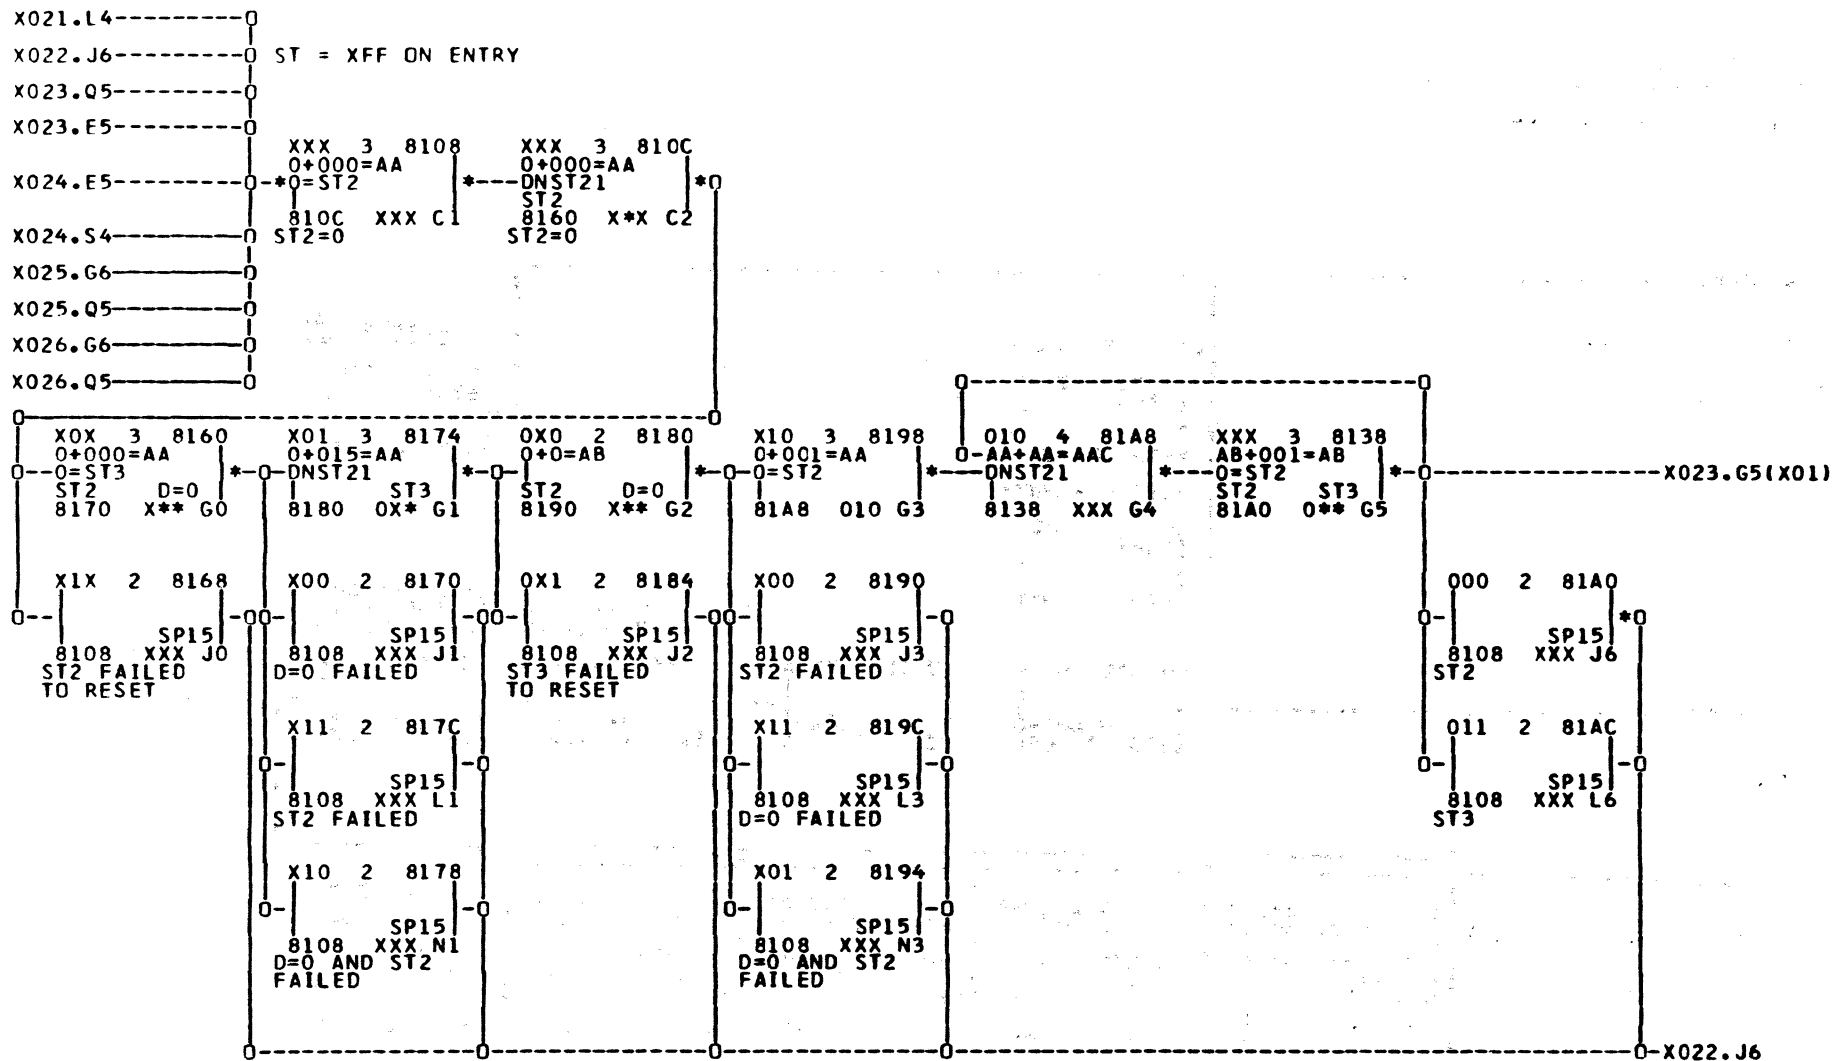 X021.L4
X022.J6 ST = XFF ON ENTRY
X023.Q5
X023.E5
XXX 3 8108 XXX 3 810C
0+000=AA 0+000=AA
X024.E5 *0=ST2 * DNST21 *
ST2
810C XXX C1 8160 X*X C2
X024.S4 ST2=0 ST2=0
X025.G6
X025.Q5
X026.G6
X026.Q5
X0X 3 8160 X01 3 8174 0X0 2 8180 X10 3 8198 010 4 81A8 XXX 3 8138
0+000=AA 0+015=AA 0+0=AB 0+001=AA AA+AA=AAC AB+001=AB
0=ST3 * DNST21 * * 0=ST2 * DNST21 * 0=ST2 * X023.G5(X01)
ST2 D=0 ST3 ST2 D=0 ST2 ST3
8170 X** G0 8180 0X* G1 8190 X** G2 81A8 010 G3 8138 XXX G4 81A0 0** G5
X1X 2 8168 X00 2 8170 0X1 2 8184 X00 2 8190 000 2 81A0
*
SP15 SP15 SP15 SP15 SP15
8108 XXX J0 8108 XXX J1 8108 XXX J2 8108 XXX J3 8108 XXX J6
ST2 FAILED D=0 FAILED ST3 FAILED ST2 FAILED ST2
TO RESET TO RESET
X11 2 817C X11 2 819C 011 2 81AC
SP15 SP15 SP15
8108 XXX L1 8108 XXX L3 8108 XXX L6
ST2 FAILED D=0 FAILED ST3
X10 2 8178 X01 2 8194
SP15 SP15
8108 XXX N1 8108 XXX N3
D=0 AND ST2 D=0 AND ST2
FAILED FAILED
X022.J6